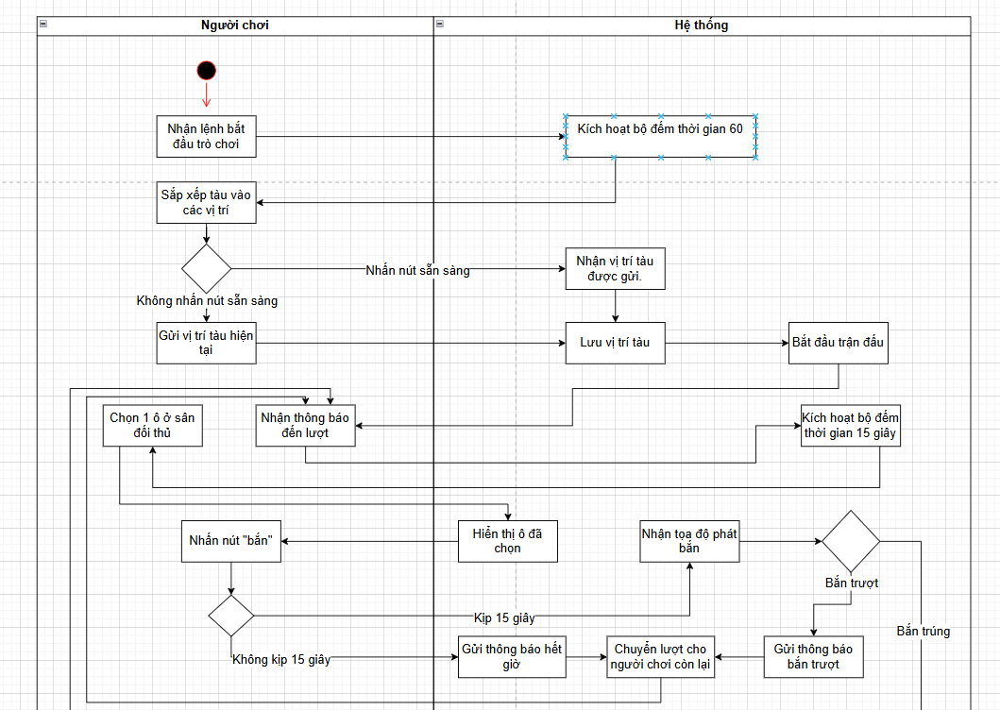 Người chơi
Hệ thống
Nhận lệnh bắt
đầu trò chơi
Kích hoạt bộ đếm thời gian 60
Sắp xếp tàu vào
các vị trí
Nhấn nút sẵn sàng
Nhận vị trí tàu
được gửi.
Không nhấn nút sẵn sàng
Gửi vị trí tàu hiện
tại
Lưu vị trí tàu
Bắt đầu trận đấu
Chọn 1 ô ở sân
đối thủ
Nhận thông báo
đến lượt
Kích hoạt bộ đếm
thời gian 15 giây
Nhấn nút "bắn"
Hiển thị ô đã
chọn
Nhận tọa độ phát
bắn
Bắn trượt
Kịp 15 giây
Bắn trúng
Không kịp 15 giây
Gửi thông báo hết
giờ
Chuyển lượt cho
người chơi còn lại
Gửi thông báo
bắn trượt